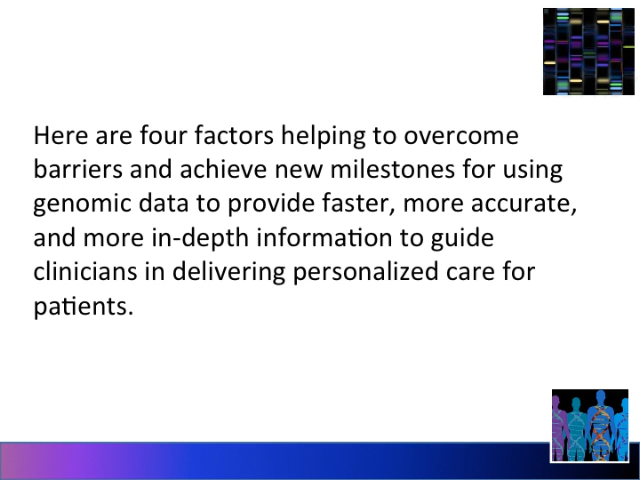 Here are four factors helping to overcome
barriers and achieve new milestones for using
genomic data to provide faster, more accurate,
and more in-depth information to guide
clinicians in delivering personalized care for
patients.